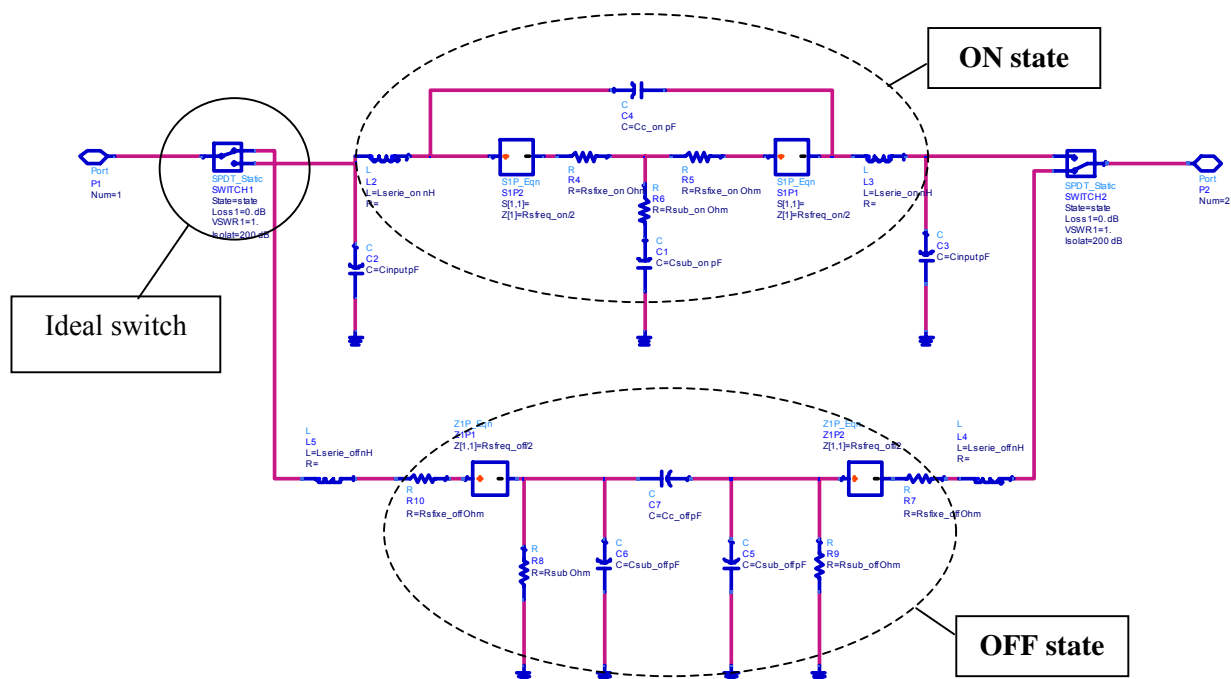 ON state
C
C4
C=Cc_on pF
Port
P1
Num=1
SPDT_Static
SWITCH1
State=state
Loss1=0. dB
VSWR1=1.
Isolat=200 dB
L
L2
L=Lserie_on nH
R=
S1P_Eqn
S1P2
S[1,1]=
Z[1]=Rsfreq_on/2
R
R4
R=Rsfixe_on Ohm
R
R5
R=Rsfixe_on Ohm
S1P_Eqn
S1P1
S[1,1]=
Z[1]=Rsfreq_on/2
L
L3
L=Lserie_on nH
R=
SPDT_Static
SWITCH2
State=state
Loss1=0. dB
VSWR1=1.
Isolat=200 dB
Port
P2
Num=2
R
R6
R=Rsub_on Ohm
C
C1
C=Csub_on pF
C
C2
C=CinputpF
C
C3
C=CinputpF
Ideal switch
L
L5
L=Lserie_offnH
R=
Z1P_Eqn
Z1P1
Z[1,1]=Rsfreq_off/2
Z1P_Eqn
Z1P2
Z[1,1]=Rsfreq_off/2
L
L4
L=Lserie_offnH
R=
R
R10
R=Rsfixe_offOhm
C
C7
C=Cc_offpF
R
R7
R=Rsfixe_offOhm
R
R8
R=Rsub Ohm
C
C6
C=Csub_offpF
C
C5
C=Csub_offpF
R
R9
R=Rsub_offOhm
OFF state